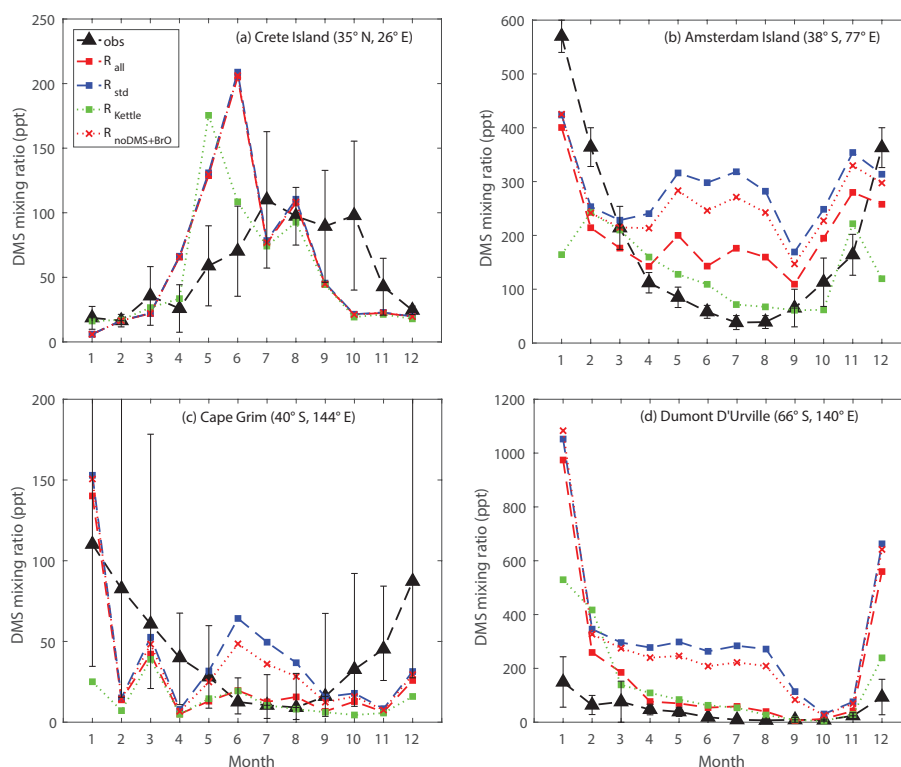 (a) Crete Island (35° N, 26° E)
obs
R all
R std
R Kettle
R noDMS+BrO
DMS mixing ratio (ppt)
250
200
150
100
50
0
1 2 3 4 5 6 7 8 9 10 11 12
(b) Amsterdam Island (38° S, 77° E)
DMS mixing ratio (ppt)
600
500
400
300
200
100
0
1 2 3 4 5 6 7 8 9 10 11 12
(c) Cape Grim (40° S, 144° E)
DMS mixing ratio (ppt)
200
150
100
50
0
1 2 3 4 5 6 7 8 9 10 11 12
Month
(d) Dumont D'Urville (66° S, 140° E)
DMS mixing ratio (ppt)
1200
1000
800
600
400
200
0
1 2 3 4 5 6 7 8 9 10 11 12
Month